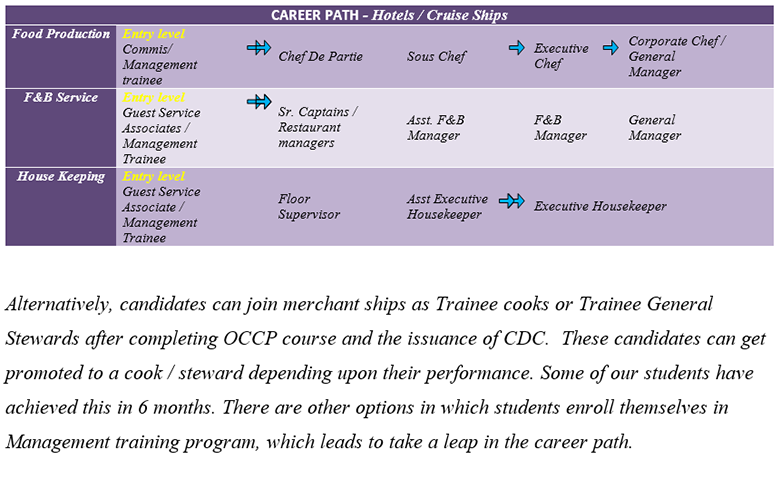 CAREER PATH – Hotels / Cruise Ships
Food Production
Entry level
Commis/
Management
trainee
Chef De Partie
Sous Chef
Executive
Chef
Corporate Chef /
General
Manager
F&B Service
Entry level
Guest Service
Associates /
Management
Trainee
Sr. Captains /
Restaurant
managers
Asst. F&B
Manager
F&B
Manager
General
Manager
House Keeping
Entry level
Guest Service
Associate /
Management
Trainee
Floor
Supervisor
Asst Executive
Housekeeper
Executive Housekeeper
Alternatively, candidates can join merchant ships as Trainee cooks or Trainee General
Stewards after completing OCCP course and the issuance of CDC.  These candidates can get
promoted to a cook / steward depending upon their performance. Some of our students have
achieved this in 6 months. There are other options in which students enroll themselves in
Management training program, which leads to take a leap in the career path.